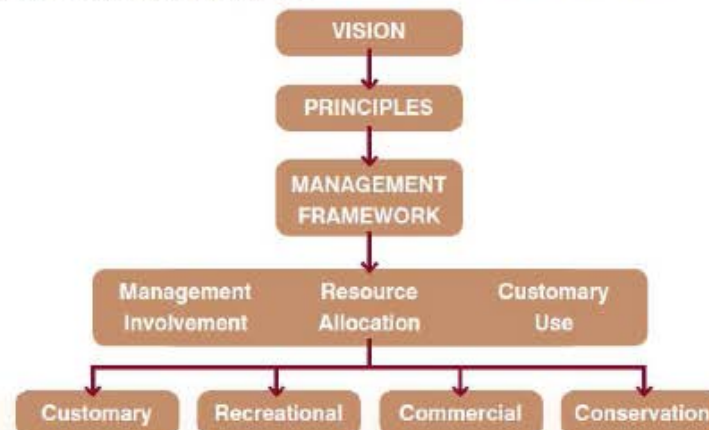 VISION
PRINCIPLES
MANAGEMENT
FRAMEWORK
Management Resource Customary
Involvement Allocation Use
Customary Recreational Commercial Conservation